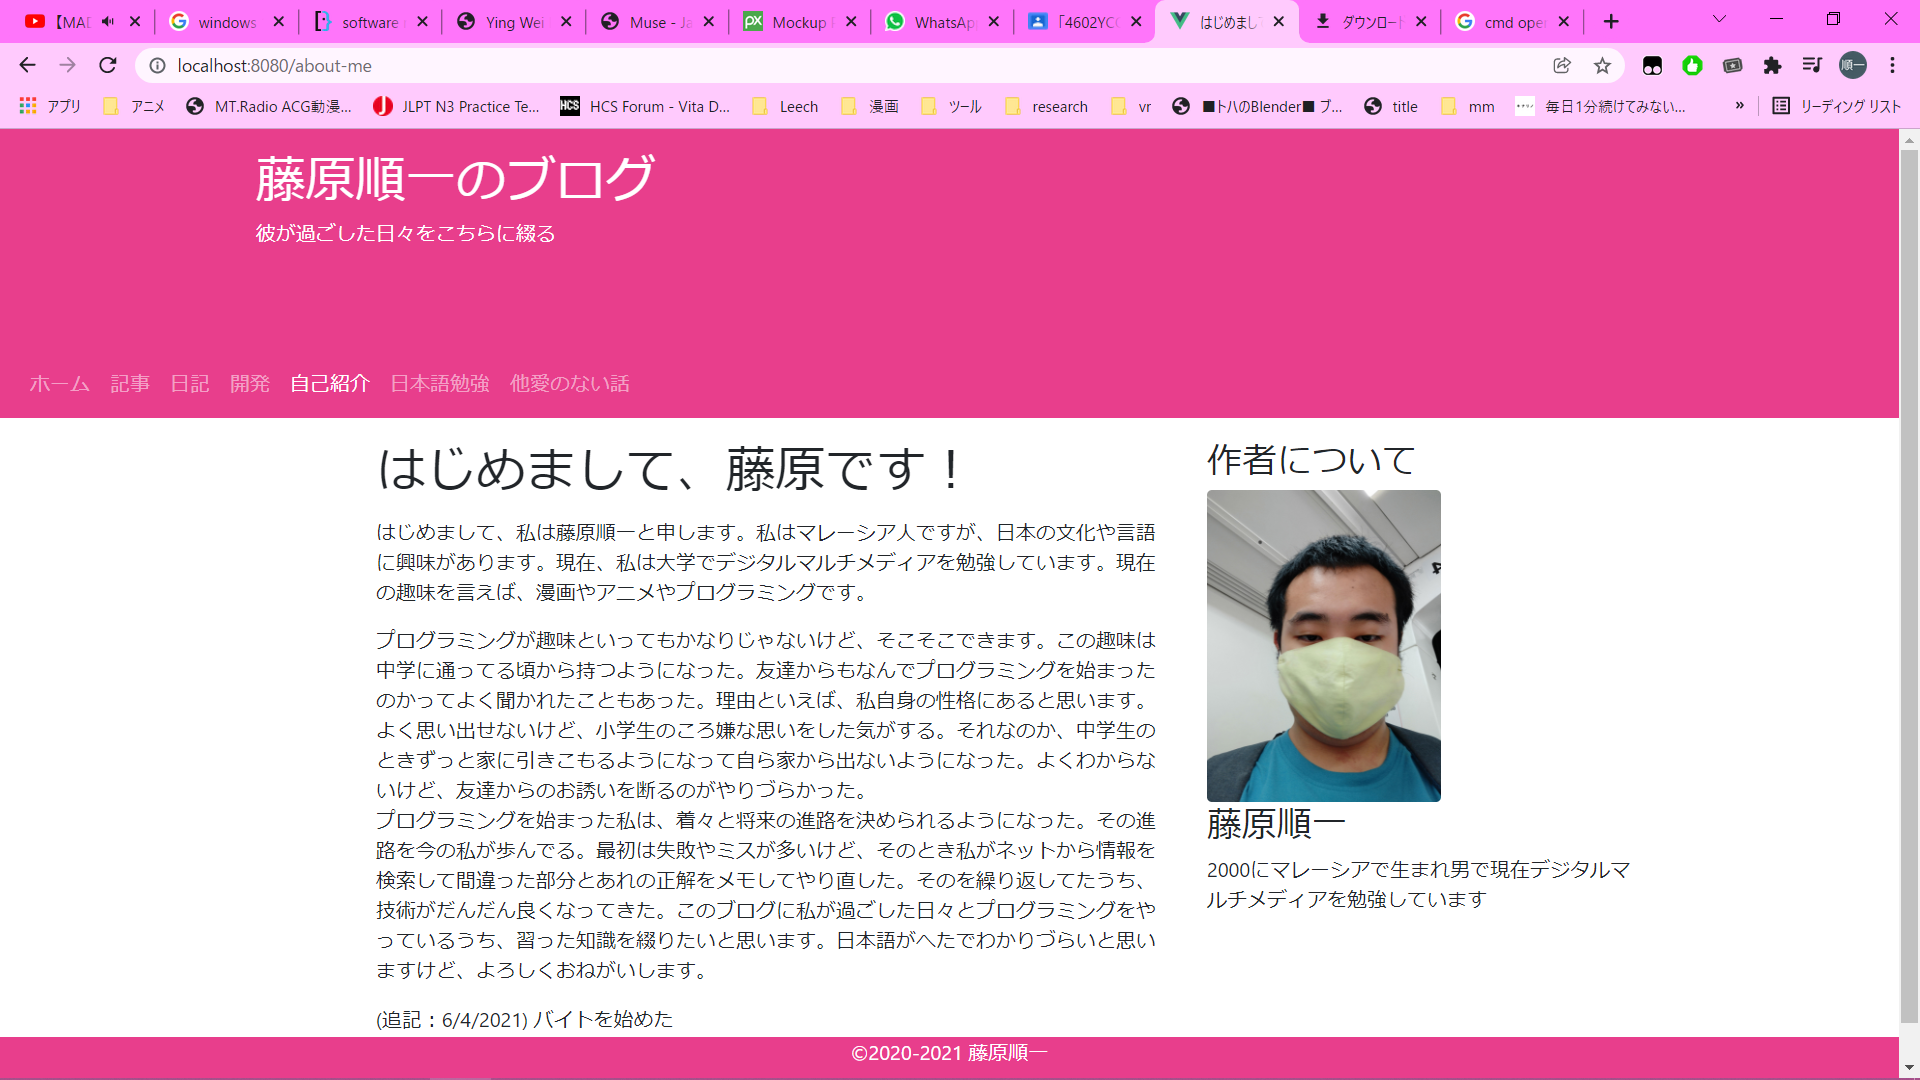 【MAD
windows
software
Ying Wei
Muse - Ja
Mockup
WhatsAp
「4602YCC
はじめまして
ダウンロード
cmd ope
localhost:8080/about-me
アプリ
アニメ
MT.Radio ACG動漫...
JLPT N3 Practice Te...
HCS Forum - Vita D...
Leech
漫画
ツール
research
vr
■トハのBlender■ ブ...
title
mm
毎日1分続けてみない...
»
リーディング リスト
藤原順一のブログ
彼が過ごした日々をこちらに綴る
ホーム 記事 日記 開発 自己紹介 日本語勉強 他愛のない話
はじめまして、藤原です！
はじめまして、私は藤原順一と申します。私はマレーシア人ですが、日本の文化や言語
に興味があります。現在、私は大学でデジタルマルチメディアを勉強しています。現在
の趣味を言えば、漫画やアニメやプログラミングです。
プログラミングが趣味といってもかなりじゃないけど、そこそこできます。この趣味は
中学に通ってる頃から持つようになった。友達からもなんでプログラミングを始まった
のかってよく聞かれたこともあった。理由といえば、私自身の性格にあると思います。
よく思い出せないけど、小学生のころ嫌な思いをした気がする。それなのか、中学生の
ときずっと家に引きこもるようになって自ら家から出ないようになった。よくわからな
いけど、友達からのお誘いを断るのがやりづらかった。
プログラミングを始まった私は、着々と将来の進路を決められるようになった。その進
路を今の私が歩んでる。最初は失敗やミスが多いけど、そのとき私がネットから情報を
検索して間違った部分とあれの正解をメモしてやり直した。そのを繰り返してたうち、
技術がだんだん良くなってきた。このブログに私が過ごした日々とプログラミングをや
っているうち、習った知識を綴りたいと思います。日本語がへたでわかりづらいと思い
ますけど、よろしくおねがいします。
(追記：6/4/2021) バイトを始めた
作者について
藤原順一
2000にマレーシアで生まれ男で現在デジタルマ
ルチメディアを勉強しています
©2020-2021 藤原順一